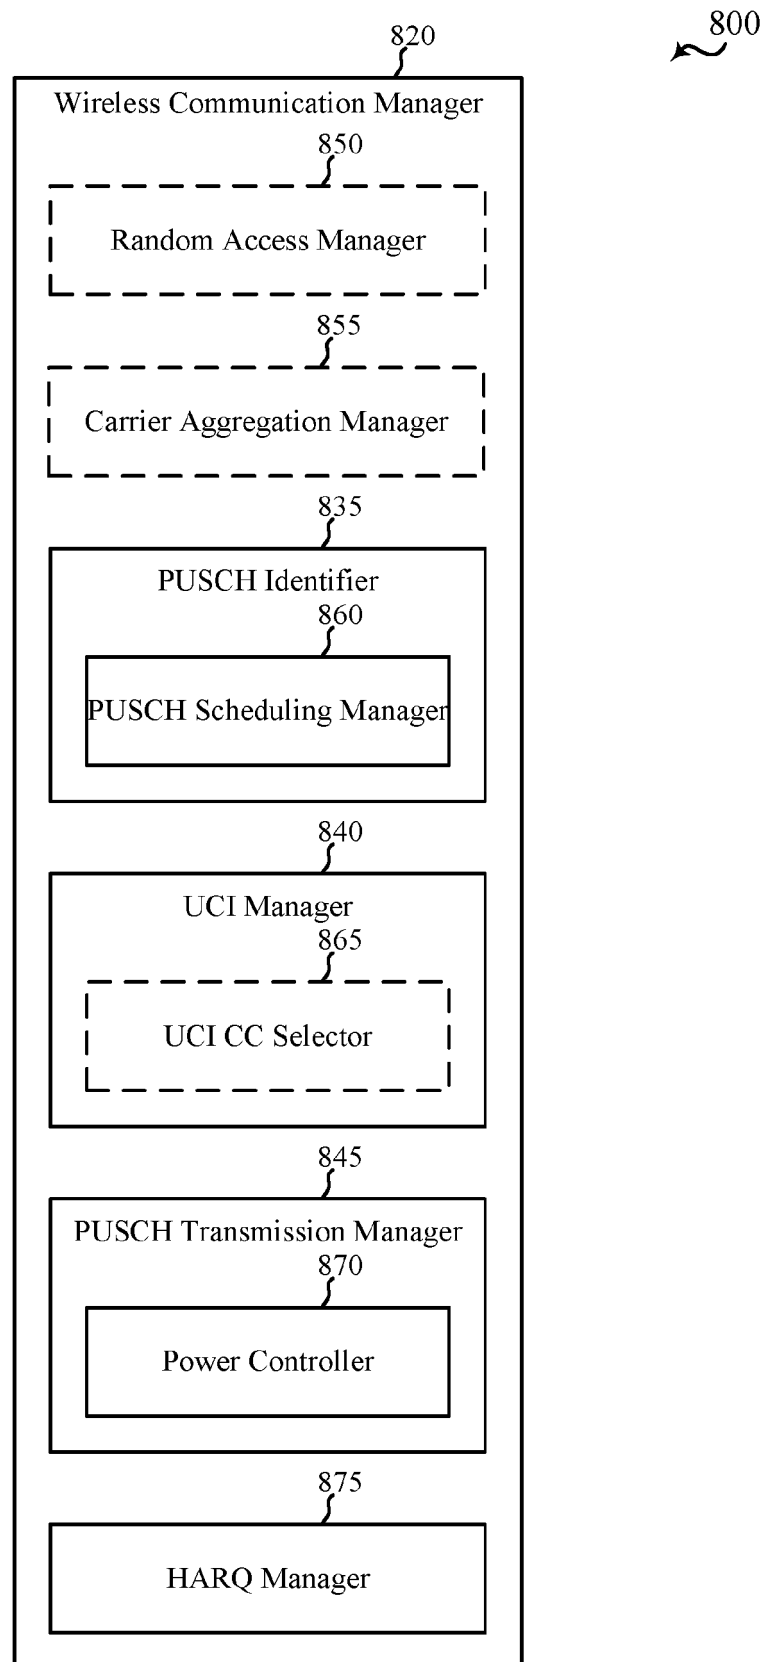 800
820
Wireless Communication Manager
850
Random Access Manager
855
Carrier Aggregation Manager
835
PUSCH Identifier
860
PUSCH Scheduling Manager
840
UCI Manager
865
UCI CC Selector
845
PUSCH Transmission Manager
870
Power Controller
875
HARQ Manager